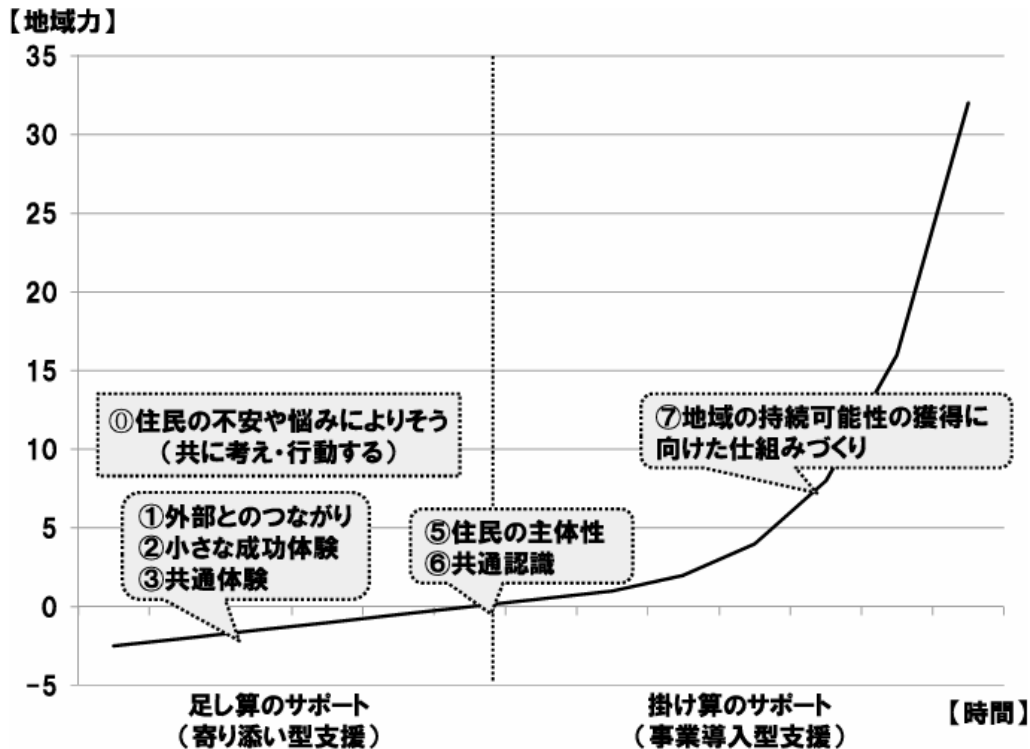 【地域力】
35
30
25
20
15
10
5
0
-5
⓪住民の不安や悩みによりそう
（共に考え・行動する）
①外部とのつながり
②小さな成功体験
③共通体験
⑤住民の主体性
⑥共通認識
⑦地域の持続可能性の獲得に
向けた仕組みづくり
足し算のサポート
（寄り添い型支援）
掛け算のサポート
（事業導入型支援）
【時間】